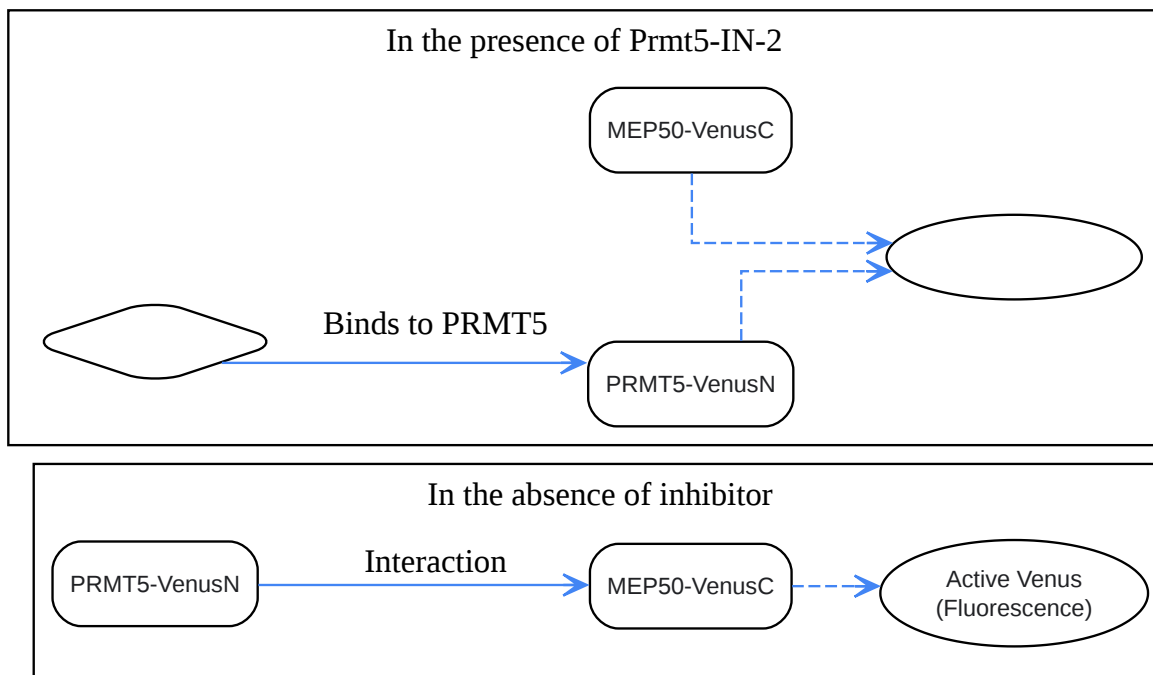 In the presence of Prmt5-IN-2
MEP50-VenusC
Binds to PRMT5
PRMT5-VenusN
In the absence of inhibitor
PRMT5-VenusN
Interaction
MEP50-VenusC
Active Venus
(Fluorescence)